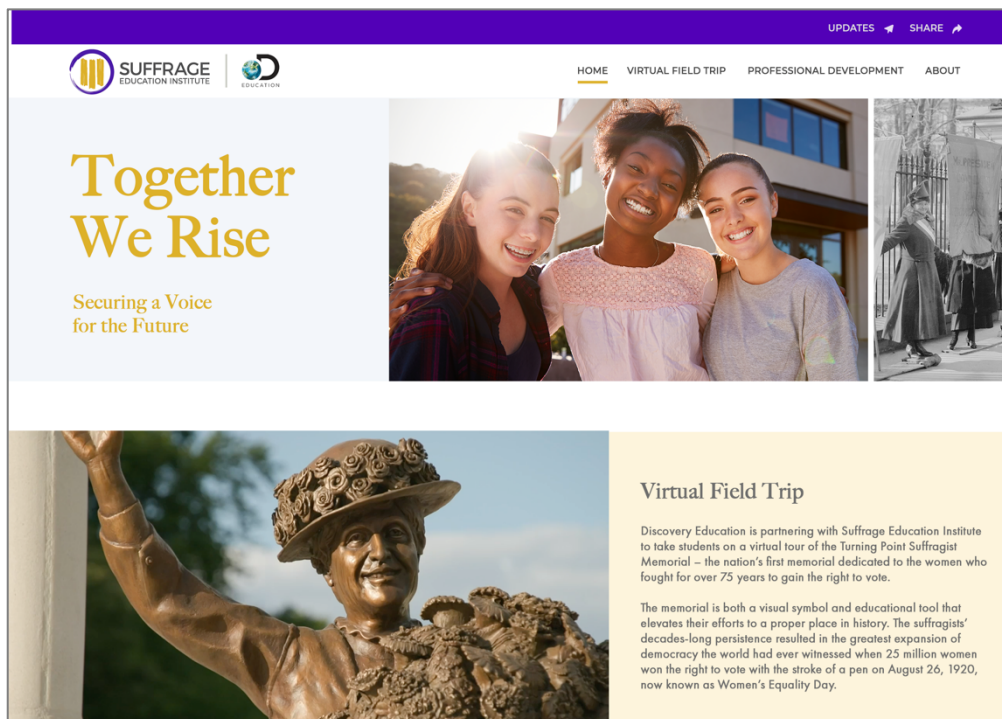 UPDATES SHARE
SUFFRAGE
EDUCATION INSTITUTE
EDUCATION
HOME VIRTUAL FIELD TRIP PROFESSIONAL DEVELOPMENT ABOUT
Together
We Rise
Securing a Voice
for the Future
Virtual Field Trip
Discovery Education is partnering with Suffrage Education Institute
to take students on a virtual tour of the Turning Point Suffragist
Memorial – the nation's first memorial dedicated to the women who
fought for over 75 years to gain the right to vote.
The memorial is both a visual symbol and educational tool that
elevates their efforts to a proper place in history. The suffragists'
decades-long persistence resulted in the greatest expansion of
democracy the world had ever witnessed when 25 million women
won the right to vote with the stroke of a pen on August 26, 1920,
now known as Women's Equality Day.